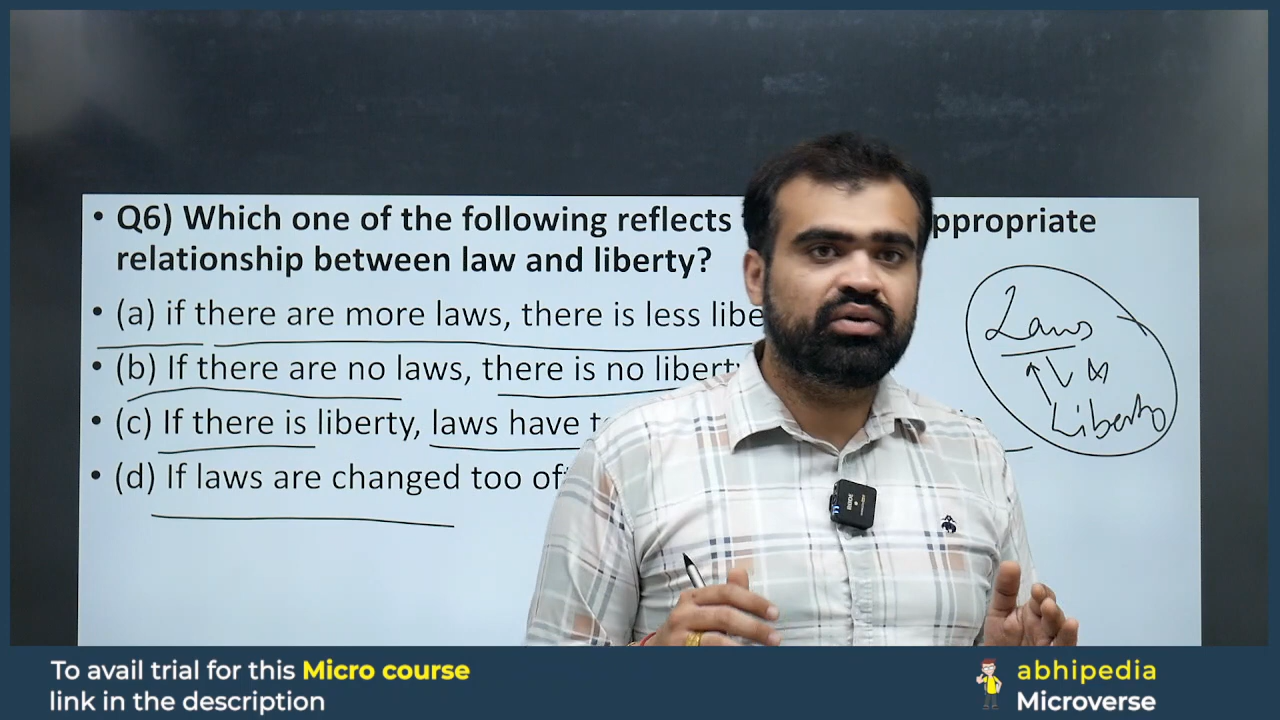 • Q6) Which one of the following reflects ppropriate
relationship between law and liberty?
• (a) if there are more laws, there is less libe
• (b) If there are no laws, there is no liberty
• (c) If there is liberty, laws have to
• (d) If laws are changed too of
Laws
Liberty
To avail trial for this Micro course
link in the description
abhipedia
Microverse